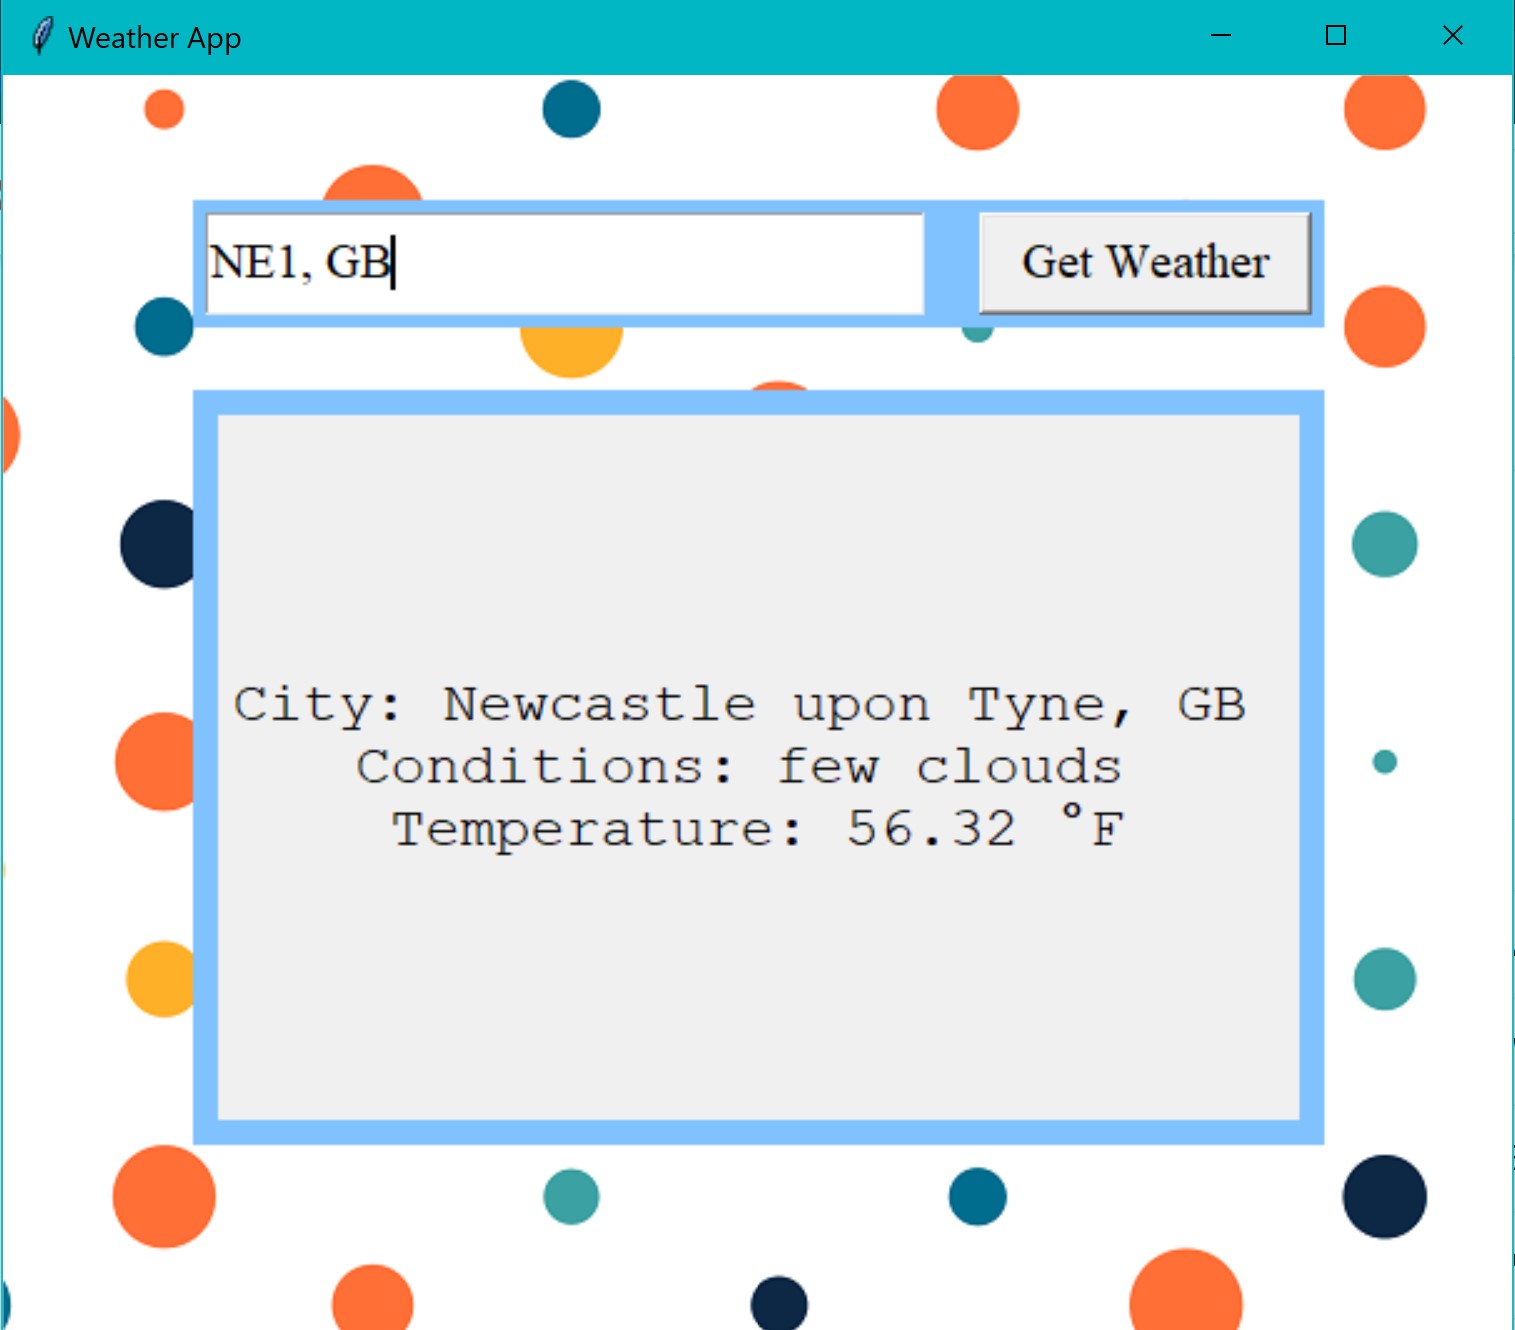 Weather App
NE1, GB
Get Weather
City: Newcastle upon Tyne, GB
Conditions: few clouds
Temperature: 56.32 °F